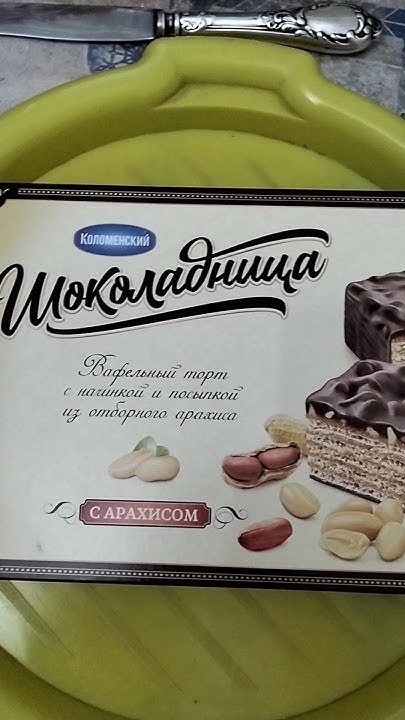 Коломенский
Шоколадница
Вафельный торт
с начинкой и посыпкой
из отборного арахиса
С АРАХИСОМ